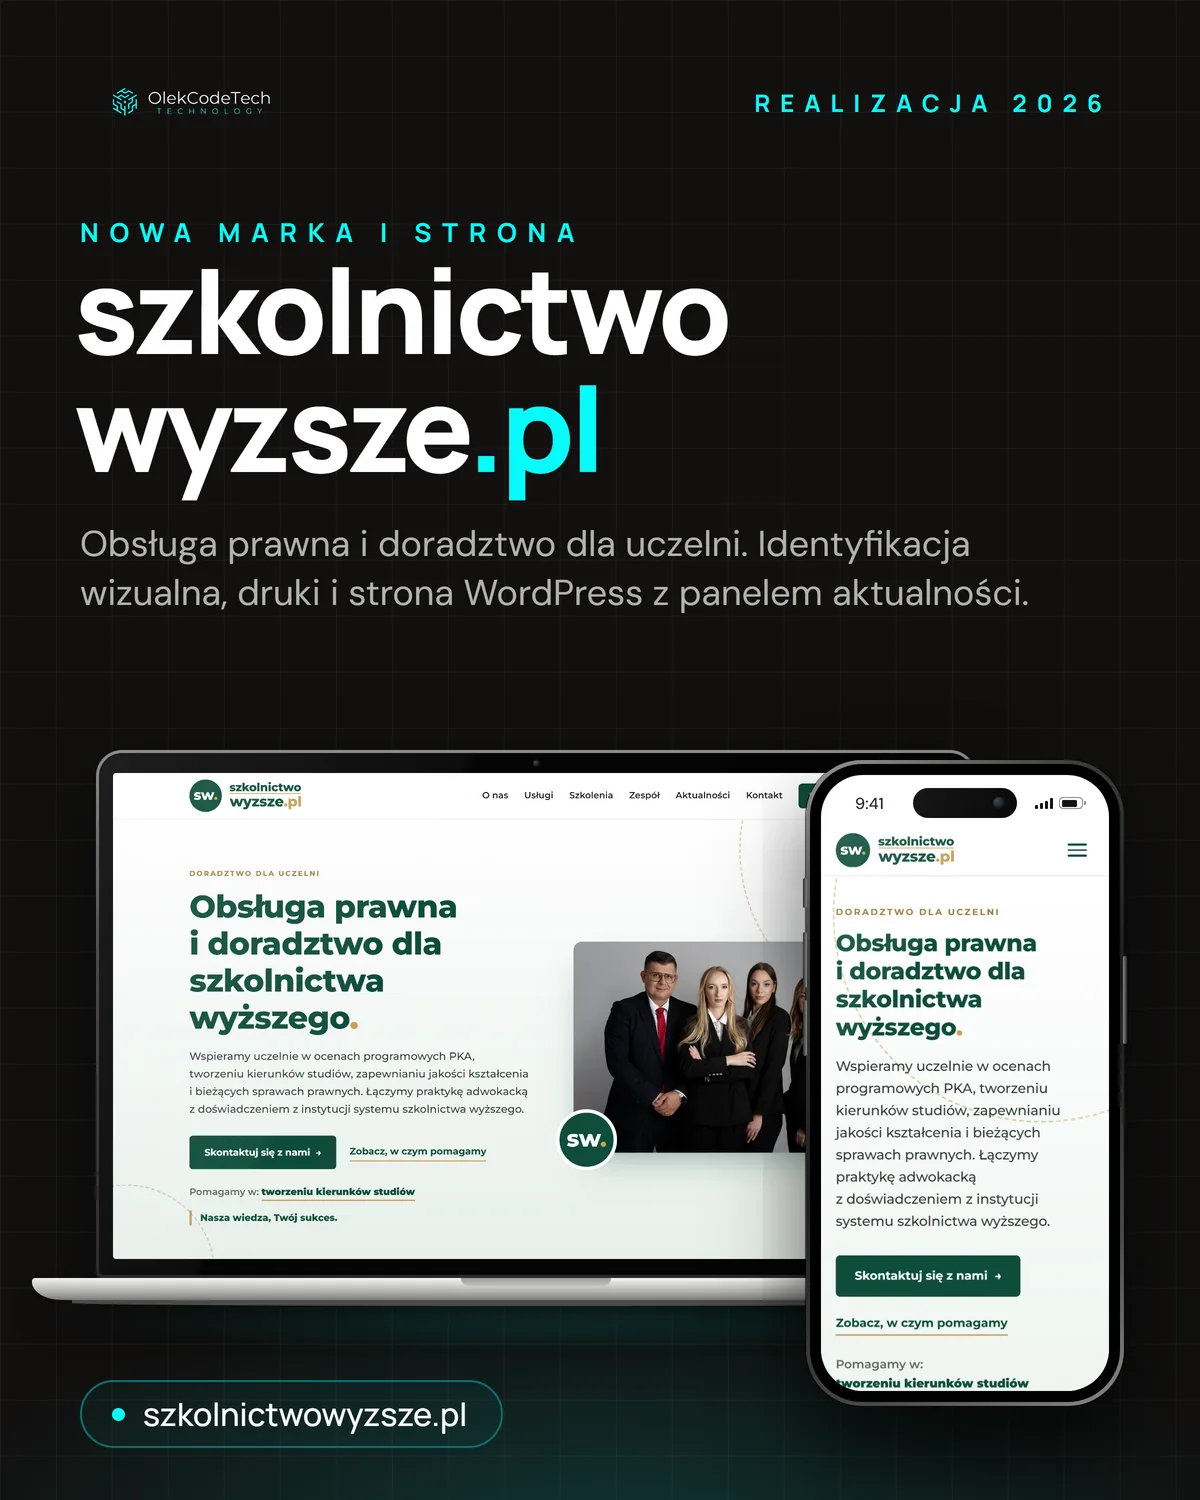 OlekCodeTech
TECHNOLOGY
REALIZACJA 2026
NOWA MARKA I STRONA
szkolnictwo
wyzsze.pl
Obsługa prawna i doradztwo dla uczelni. Identyfikacja
wizualna, druki i strona WordPress z panelem aktualności.
szkolnictwo
sw. wyzsze.pl
O nas Usługi Szkolenia Zespół Aktualności Kontakt
DORADZTWO DLA UCZELNI
Obsługa prawna
i doradztwo dla
szkolnictwa
wyższego.
Wspieramy uczelnie w ocenach programowych PKA,
tworzeniu kierunków studiów, zapewnianiu jakości kształcenia
i bieżących sprawach prawnych. Łączymy praktykę adwokacką
z doświadczeniem z instytucji systemu szkolnictwa wyższego.
Skontaktuj się z nami → Zobacz, w czym pomagamy
Pomagamy w: tworzeniu kierunków studiów
Nasza wiedza, Twój sukces.
sw.
9:41
szkolnictwo
sw. wyzsze.pl
DORADZTWO DLA UCZELNI
Obsługa prawna
i doradztwo dla
szkolnictwa
wyższego.
Wspieramy uczelnie w ocenach
programowych PKA, tworzeniu
kierunków studiów, zapewnianiu
jakości kształcenia i bieżących
sprawach prawnych. Łączymy
praktykę adwokacką
z doświadczeniem z instytucji
systemu szkolnictwa wyższego.
Skontaktuj się z nami →
Zobacz, w czym pomagamy
Pomagamy w:
tworzeniu kierunków studiów
szkolnictwowyzsze.pl